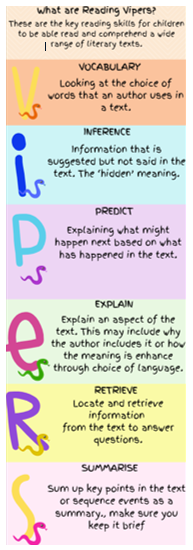 What are Reading Vipers?
These are the key reading skills for children
to be able read and comprehend a wide
range of literary texts.
V
VOCABULARY
Looking at the choice of
words that an author uses in
a text.
i
INFERENCE
Information that is
suggested but not said in the
text. The 'hidden' meaning.
P
PREDICT
Explaining what might
happen next based on what
has happened in the text.
e
EXPLAIN
Explain an aspect of the
text. This may include why
the author includes it or how
the meaning is enhance
through choice of language.
R
RETRIEVE
Locate and retrieve
information
from the text to answer
questions.
S
SUMMARISE
Sum up key points in the text
or sequence events as a
summary., make sure you
keep it brief